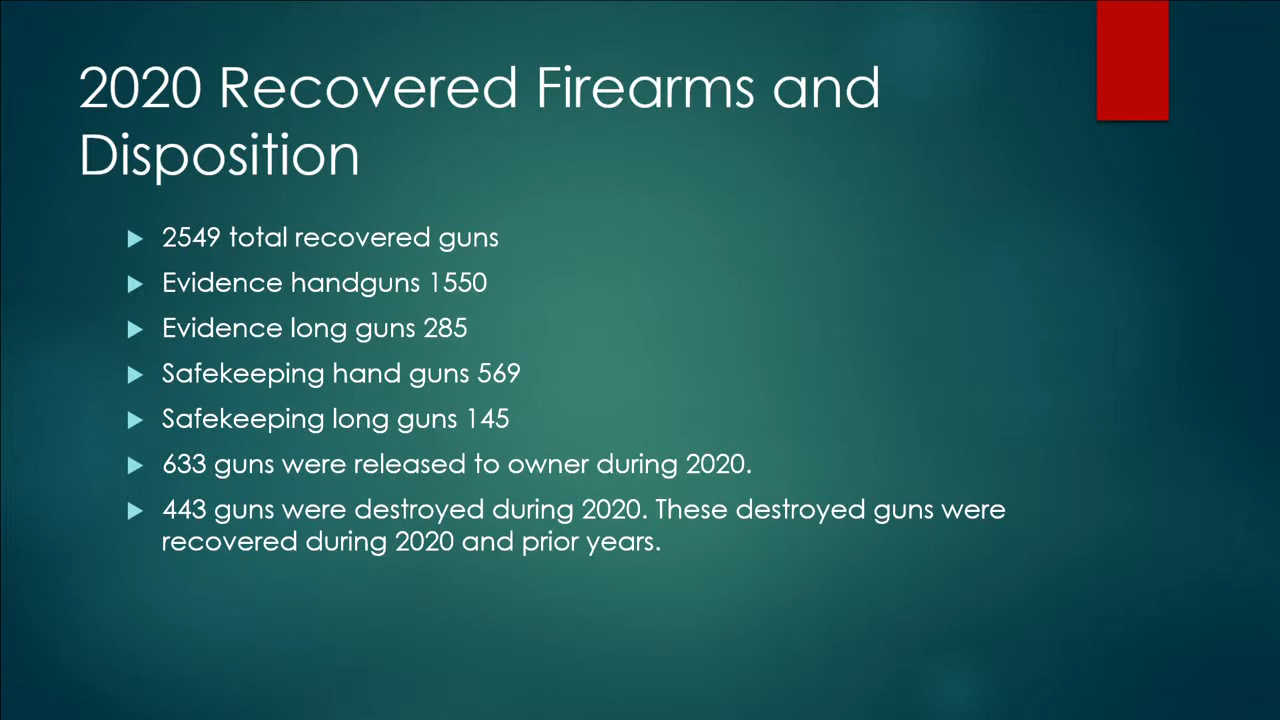 2020 Recovered Firearms and
Disposition
2549 total recovered guns
Evidence handguns 1550
Evidence long guns 285
Safekeeping hand guns 569
Safekeeping long guns 145
633 guns were released to owner during 2020.
443 guns were destroyed during 2020. These destroyed guns were
recovered during 2020 and prior years.